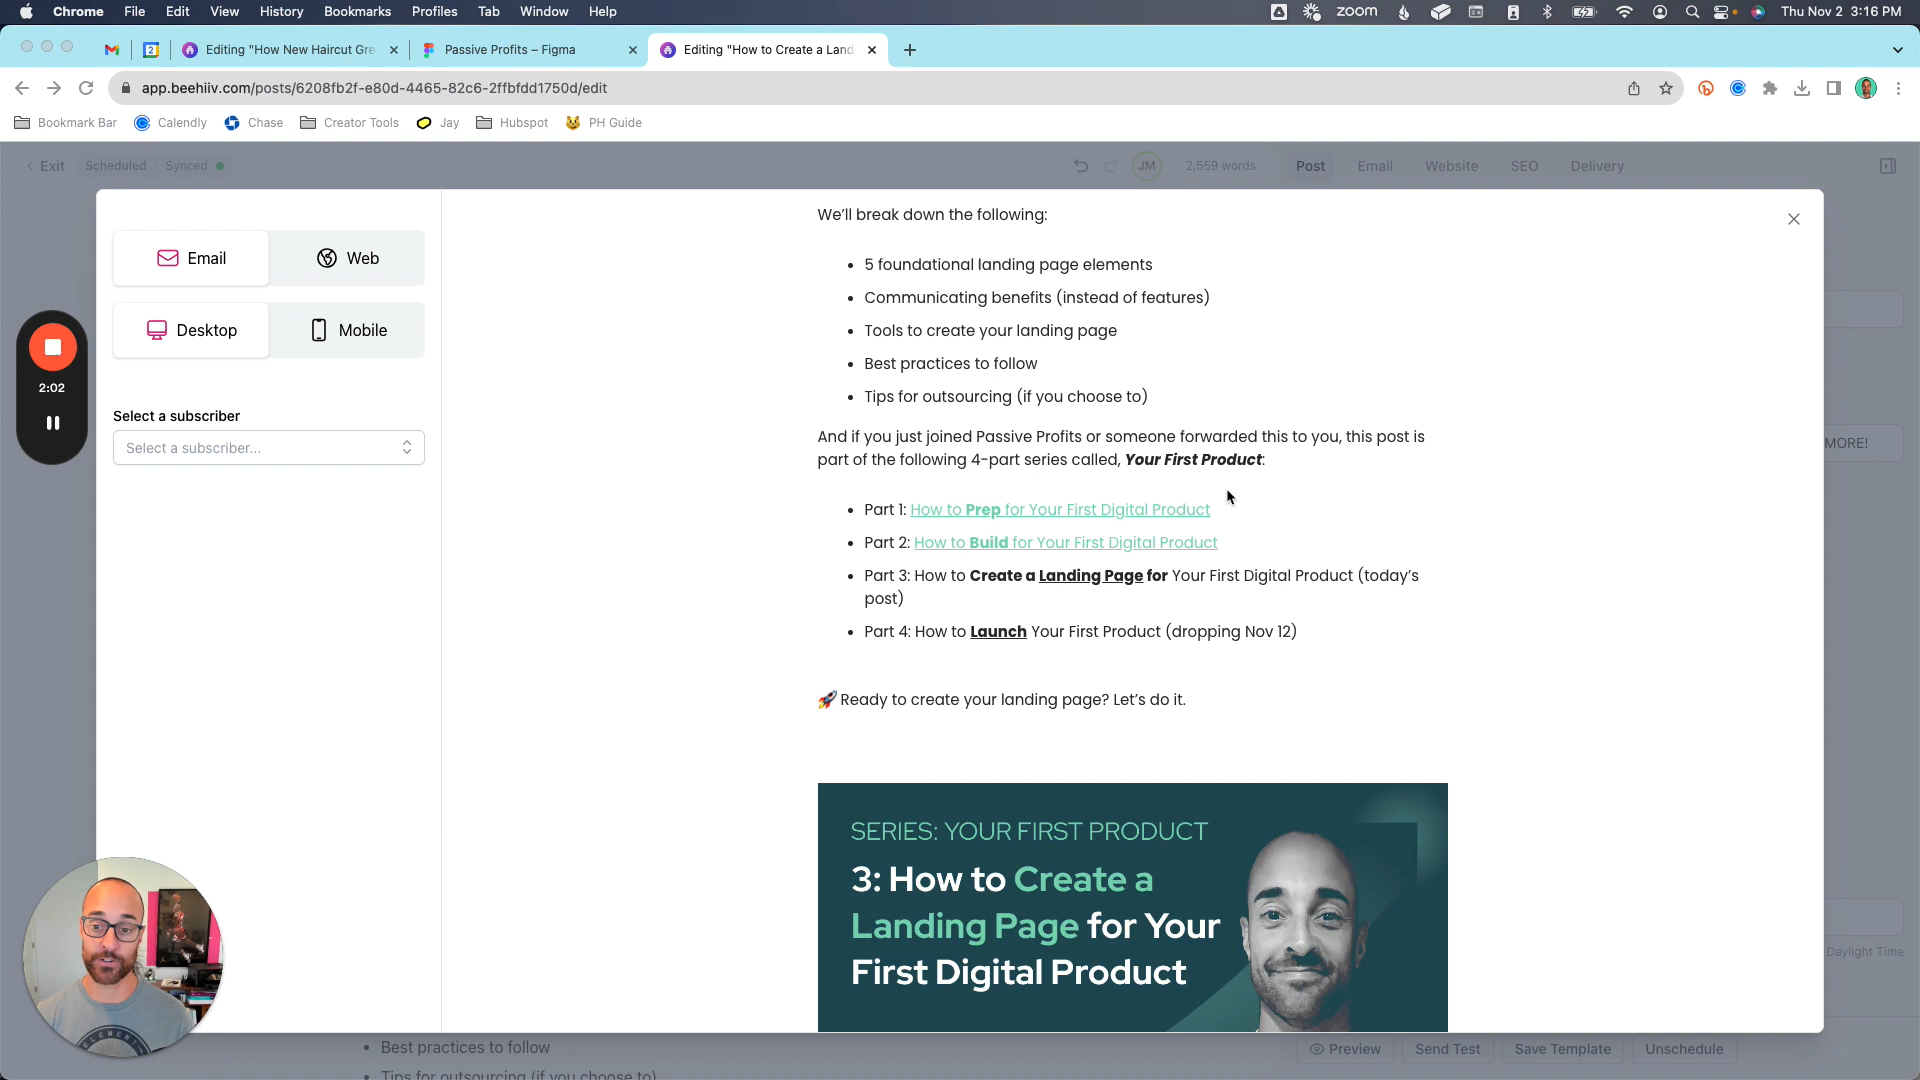 Chrome File Edit View History Bookmarks Profiles Tab Window Help
zoom
Thu Nov 2 3:16 PM
2
Editing "How New Haircut Gre
Passive Profits – Figma
Editing "How to Create a Land
app.beehiiv.com/posts/6208fb2f-e80d-4465-82c6-2ffbfdd1750d/edit
Bookmark Bar Calendly Chase Creator Tools Jay Hubspot PH Guide
Exit Scheduled Synced
JM 2,559 words Post Email Website SEO Delivery
Email Web
Desktop Mobile
2:02
Select a subscriber
Select a subscriber...
We'll break down the following:
• 5 foundational landing page elements
• Communicating benefits (instead of features)
• Tools to create your landing page
• Best practices to follow
• Tips for outsourcing (if you choose to)
And if you just joined Passive Profits or someone forwarded this to you, this post is
part of the following 4-part series called, Your First Product:
• Part 1: How to Prep for Your First Digital Product
• Part 2: How to Build for Your First Digital Product
• Part 3: How to Create a Landing Page for Your First Digital Product (today's
post)
• Part 4: How to Launch Your First Product (dropping Nov 12)
🚀 Ready to create your landing page? Let's do it.
SERIES: YOUR FIRST PRODUCT
3: How to Create a
Landing Page for Your
First Digital Product
MORE!
Daylight Time
ELEMENT
• Best practices to follow
• Tips for outsourcing (if you choose to)
Preview Send Test Save Template Unschedule